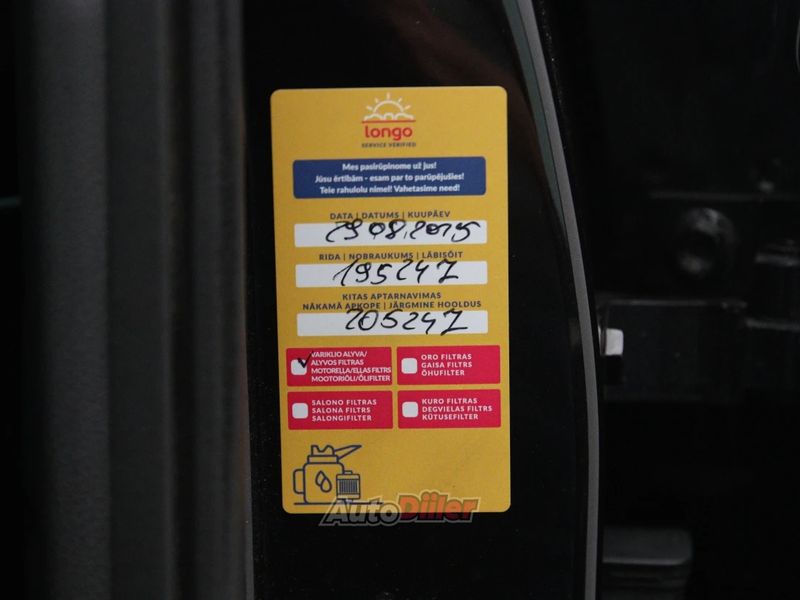 longo
SERVICE VERIFIED
Mes pasirūpinome už jus!
Jūsu ērtībām - esam par to parūpējušies!
Teie rahulolu nimel! Vahetasime need!
DATA | DATUMS | KUUPÄEV
29.08.2025
RIDA | NOBRAUKUMS | LÄBISÕIT
195247
KITAS APTARNAVIMAS
NĀKAMĀ APKOPE | JÄRGMINE HOOLDUS
205247
VARIKLIO ALYVA/
ALYVOS FILTRAS
MOTOREĻĻA/EĻĻAS FILTRS
MOOTORIÕLI/ÕLIFILTER
ORO FILTRAS
GAISA FILTRS
ÕHUFILTER
SALONO FILTRAS
SALONA FILTRS
SALONGIFILTER
KURO FILTRAS
DEGVIELAS FILTRS
KÜTUSEFILTER
AutoDiiler